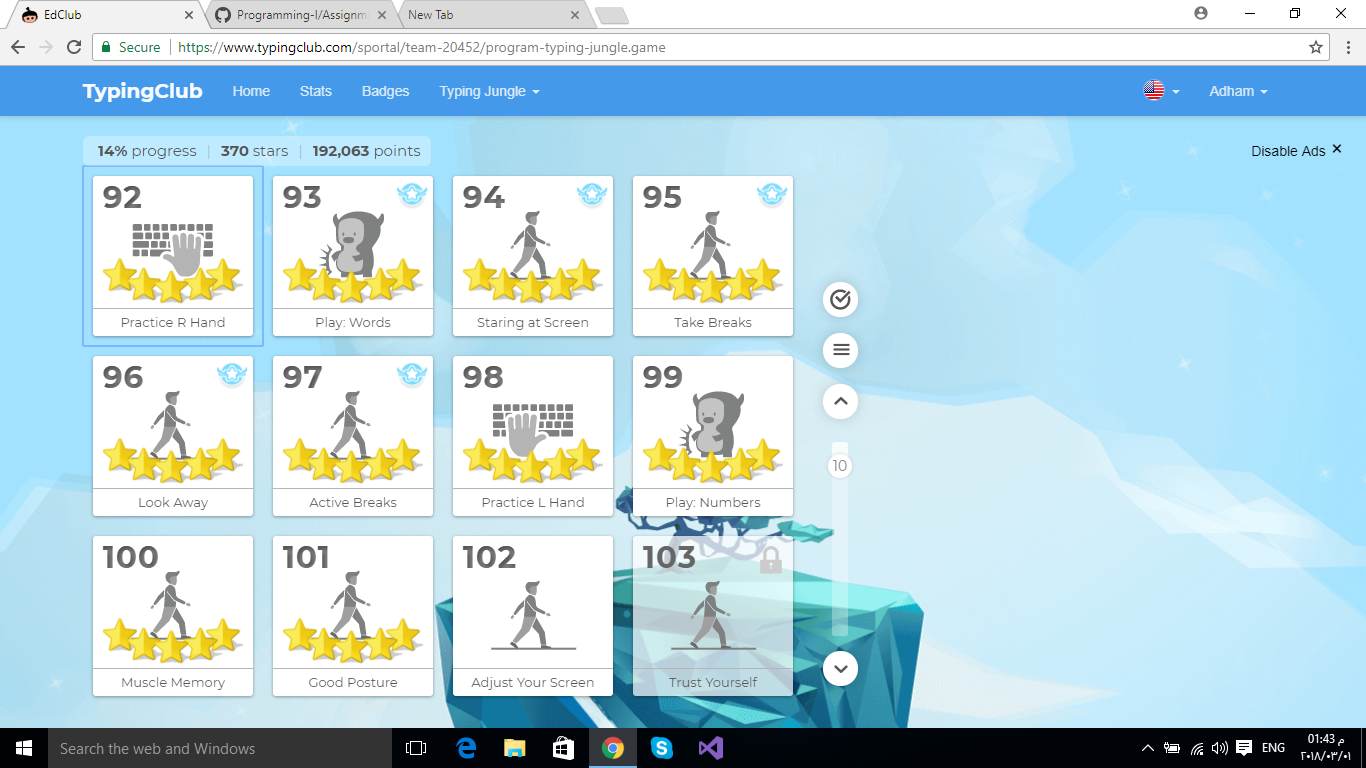 EdClub
Programming-I/Assignm
New Tab
Secure https://www.typingclub.com/sportal/team-20452/program-typing-jungle.game
TypingClub Home Stats Badges Typing Jungle Adham
14% progress | 370 stars | 192,063 points
Disable Ads ×
92 93 94 95
Practice R Hand Play: Words Staring at Screen Take Breaks
96 97 98 99
10
Look Away Active Breaks Practice L Hand Play: Numbers
100 101 102 103
Muscle Memory Good Posture Adjust Your Screen Trust Yourself
Search the web and Windows
ENG
01:43 م
٢٠١٨/٠٣/٠١